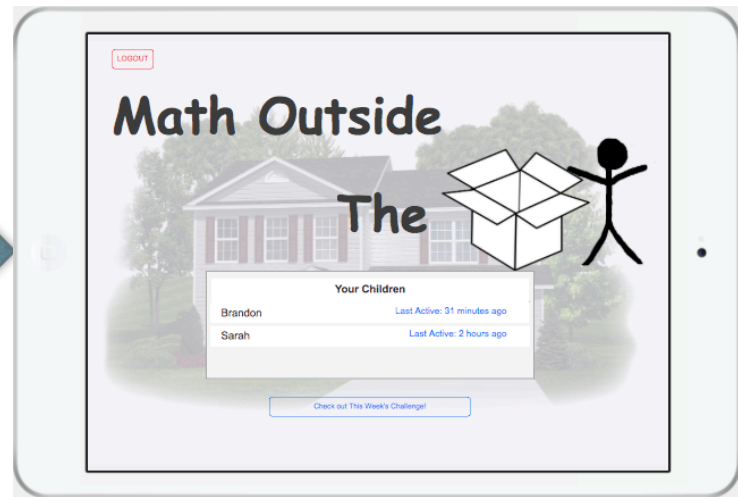 LOGOUT
Math Outside
The
Your Children
Brandon Last Active: 31 minutes ago
Sarah Last Active: 2 hours ago
Check out This Week's Challenge!